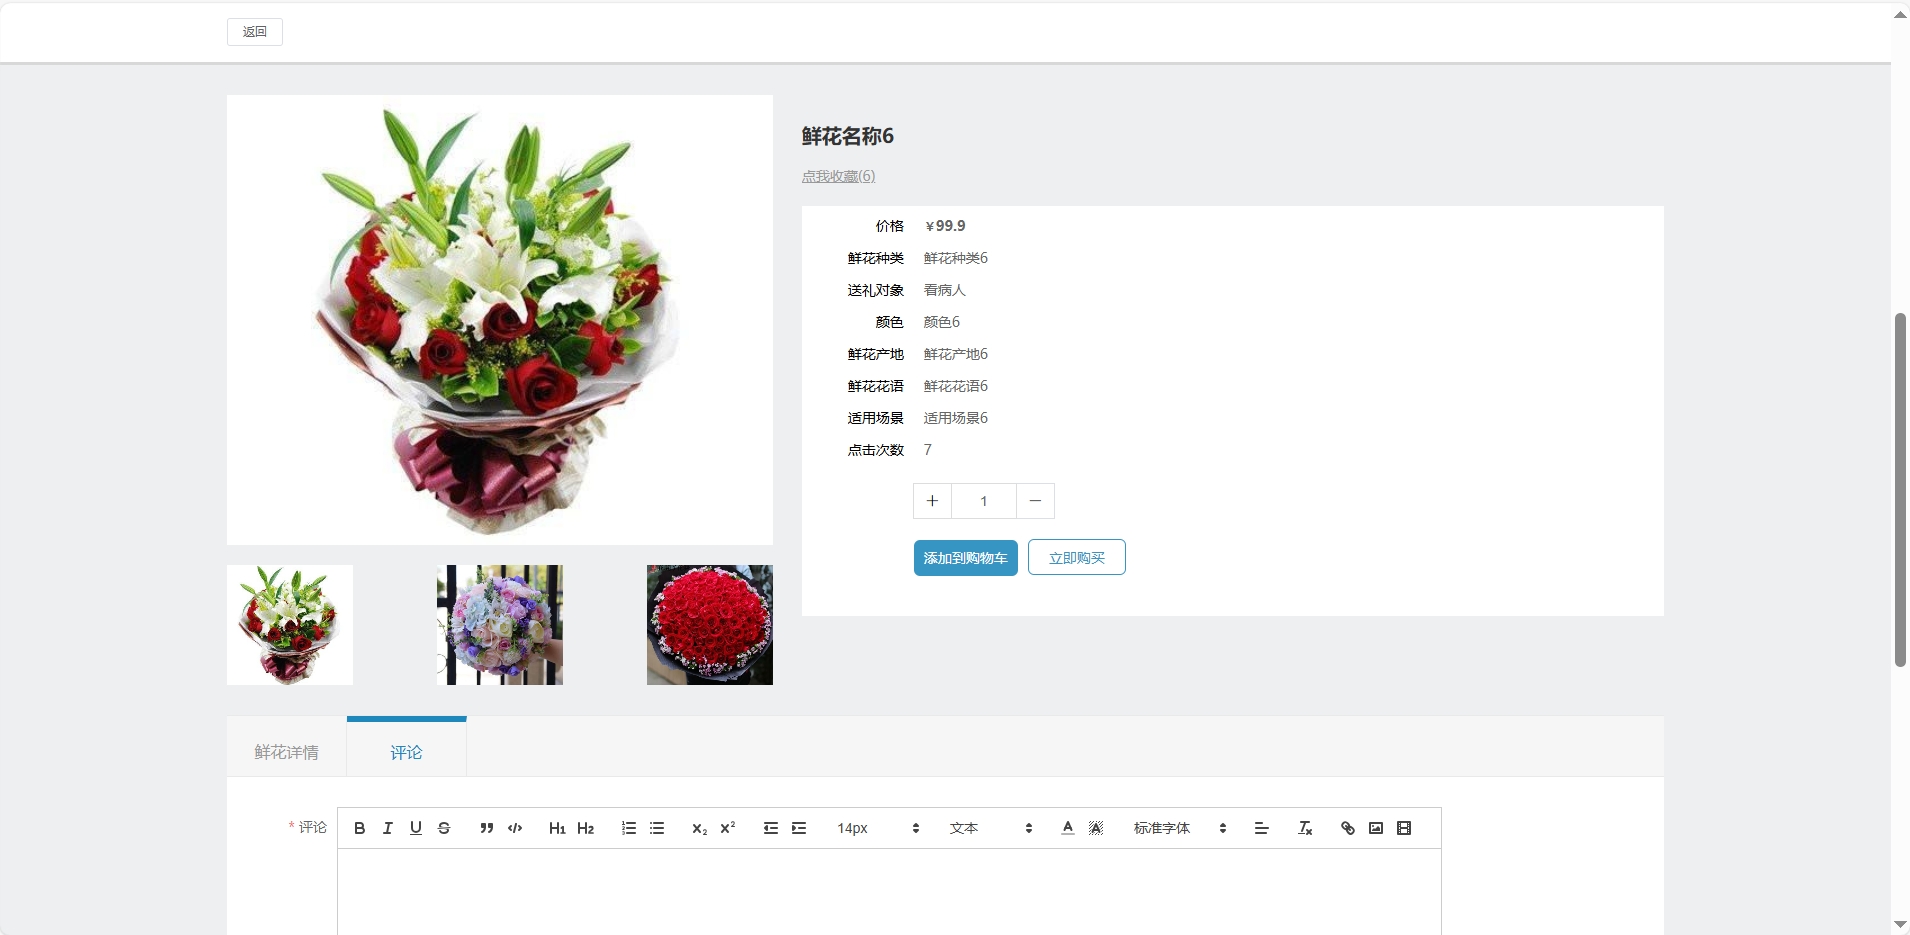 返回
鲜花名称6
点我收藏(6)
价格 ￥99.9
鲜花种类 鲜花种类6
送礼对象 看病人
颜色 颜色6
鲜花产地 鲜花产地6
鲜花花语 鲜花花语6
适用场景 适用场景6
点击次数 7
+ 1 －
添加到购物车 立即购买
鲜花详情 评论
* 评论 B I U S H1 H2 x₂ x² 14px 文本 A A 标准字体